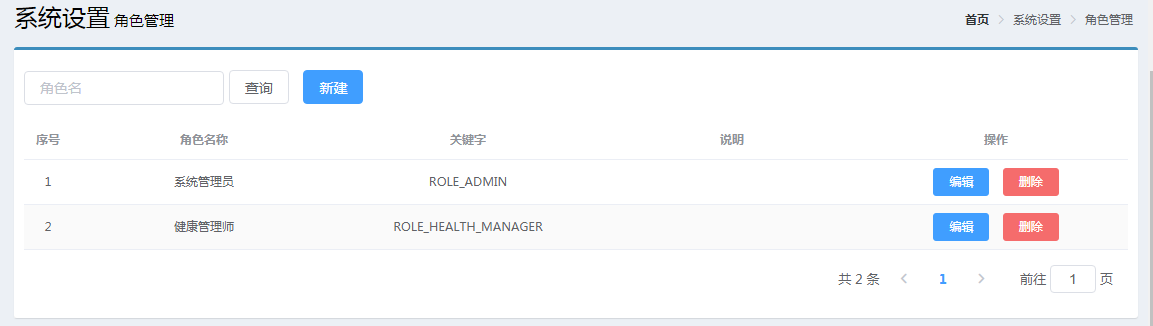 系统设置 角色管理
首页 > 系统设置 > 角色管理
角色名 查询 新建
序号 角色名称 关键字 说明 操作
1 系统管理员 ROLE_ADMIN 编辑 删除
2 健康管理师 ROLE_HEALTH_MANAGER 编辑 删除
共 2 条 < 1 > 前往 1 页